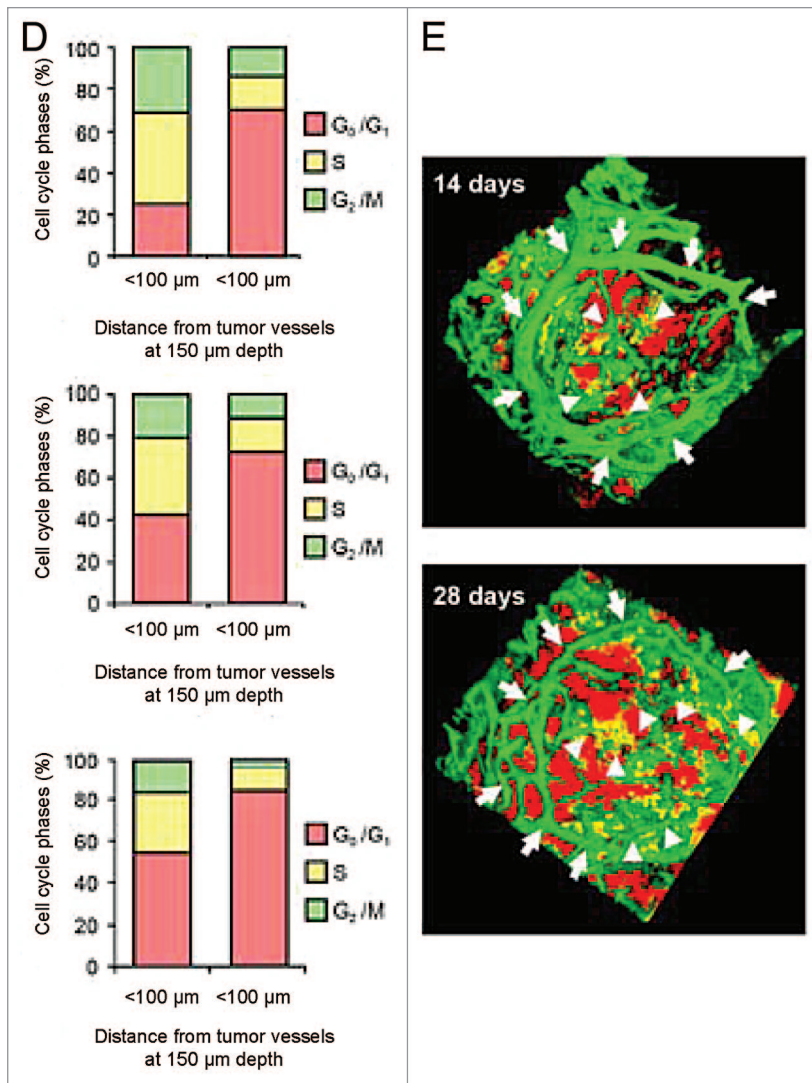 D
Cell cycle phases (%)
100
80
60
40
20
0
G₀/G₁
S
G₂/M
<100 µm <100 µm
Distance from tumor vessels
at 150 µm depth
Cell cycle phases (%)
100
80
60
40
20
0
G₀/G₁
S
G₂/M
<100 µm <100 µm
Distance from tumor vessels
at 150 µm depth
Cell cycle phases (%)
100
80
60
40
20
0
G₀/G₁
S
G₂/M
<100 µm <100 µm
Distance from tumor vessels
at 150 µm depth
E
14 days
28 days